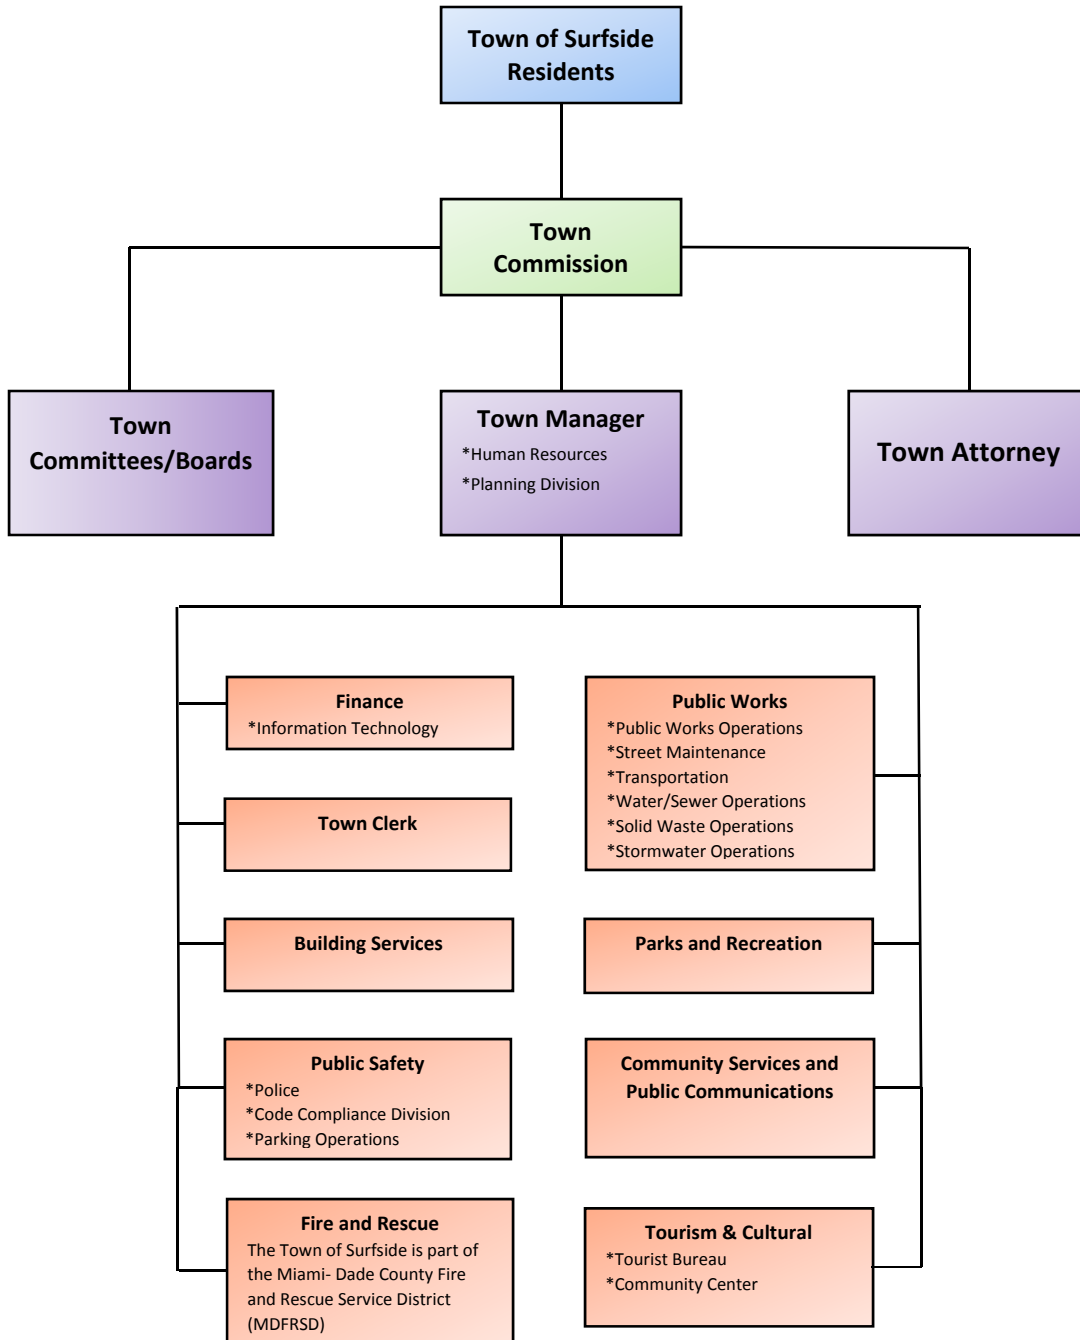 Town of Surfside
Residents
Town
Commission
Town
Committees/Boards
Town Manager
*Human Resources
*Planning Division
Town Attorney
Finance
*Information Technology
Town Clerk
Building Services
Public Safety
*Police
*Code Compliance Division
*Parking Operations
Fire and Rescue
The Town of Surfside is part of
the Miami- Dade County Fire
and Rescue Service District
(MDFRSD)
Public Works
*Public Works Operations
*Street Maintenance
*Transportation
*Water/Sewer Operations
*Solid Waste Operations
*Stormwater Operations
Parks and Recreation
Community Services and
Public Communications
Tourism & Cultural
*Tourist Bureau
*Community Center